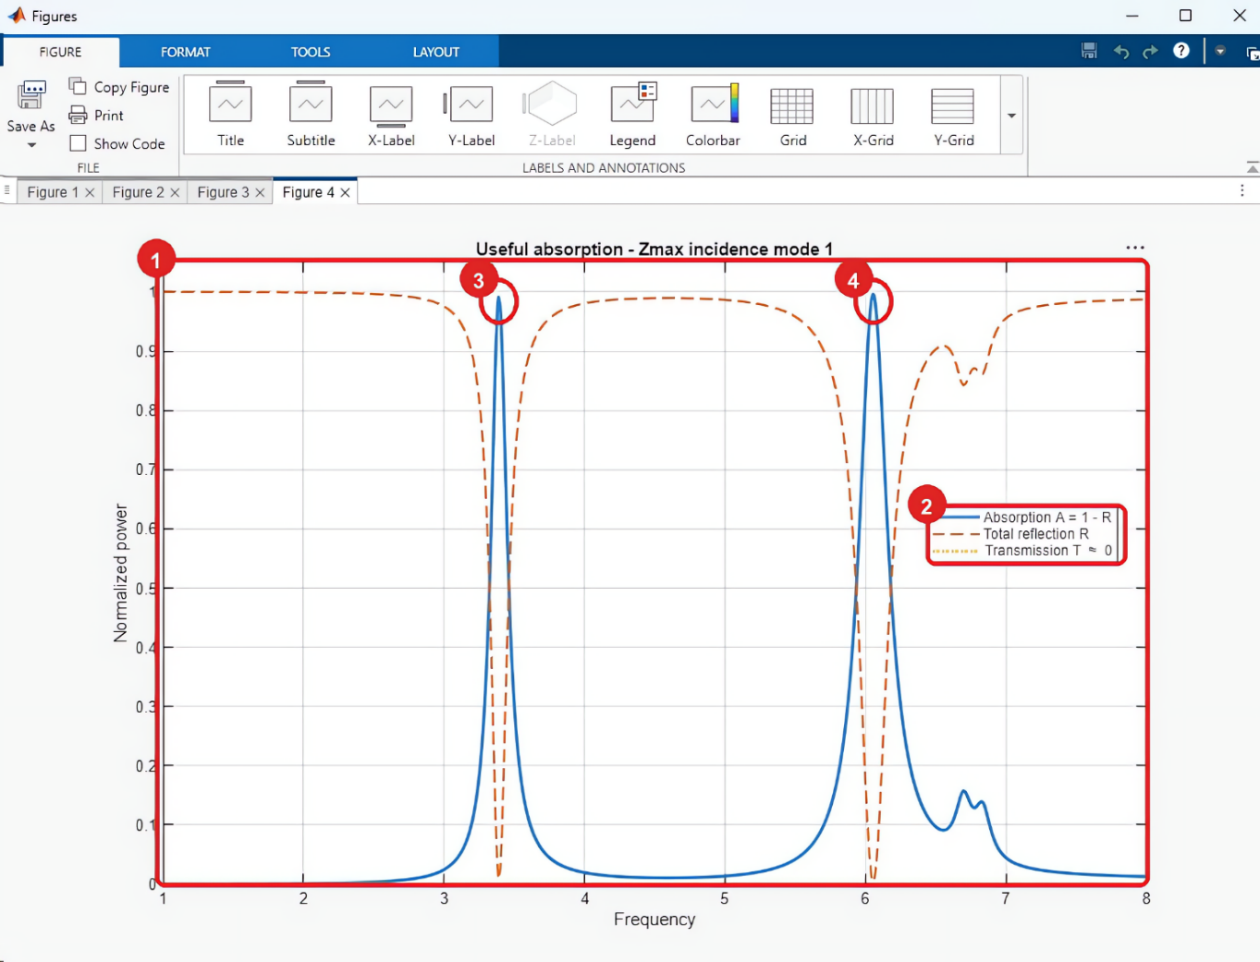 Figures
FIGURE FORMAT TOOLS LAYOUT
?
Save As
Copy Figure
Print
Show Code
FILE
Title Subtitle X-Label Y-Label Z-Label Legend Colorbar Grid X-Grid Y-Grid
LABELS AND ANNOTATIONS
Figure 1 × Figure 2 × Figure 3 × Figure 4 ×
Useful absorption - Zmax incidence mode 1
1
3
4
2
Absorption A = 1 - R
Total reflection R
Transmission T ≈ 0
Normalized power
1
0.9
0.8
0.7
0.6
0.5
0.4
0.3
0.2
0.1
0
1 2 3 4 5 6 7 8
Frequency